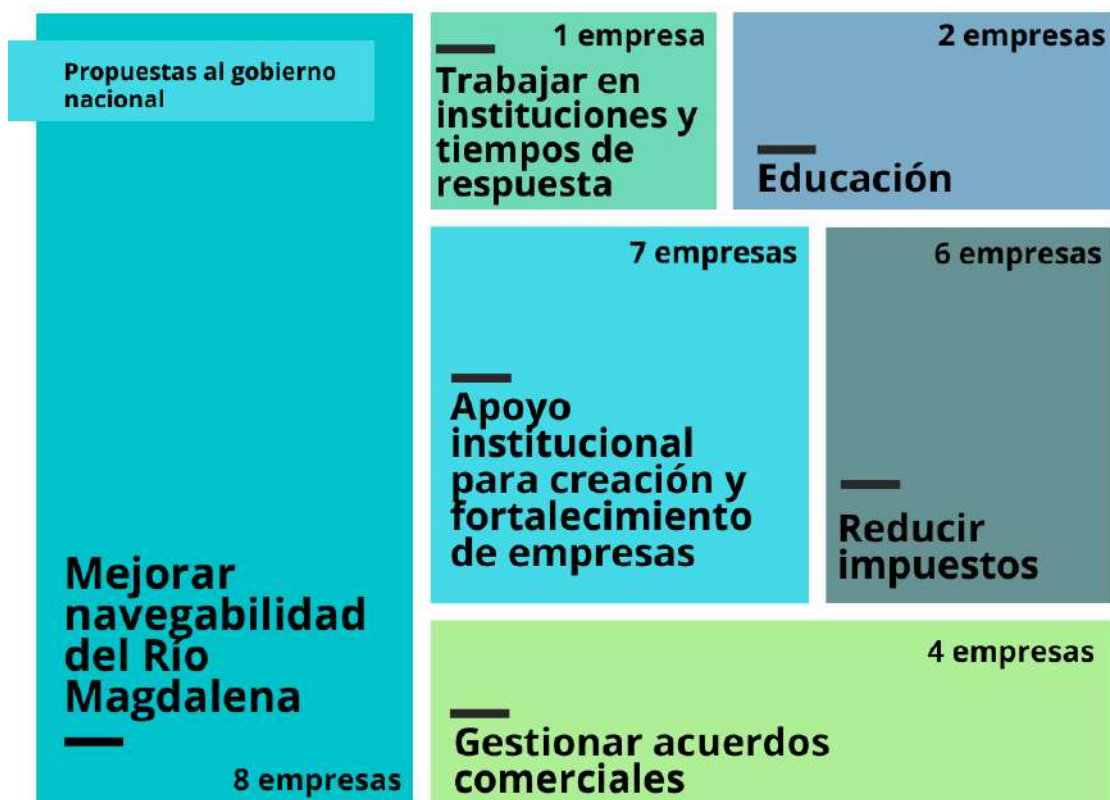 Propuestas al gobierno
nacional
Mejorar
navegabilidad
del Río
Magdalena
8 empresas
1 empresa
Trabajar en
instituciones y
tiempos de
respuesta
2 empresas
Educación
7 empresas
Apoyo
institucional
para creación y
fortalecimiento
de empresas
6 empresas
Reducir
impuestos
4 empresas
Gestionar acuerdos
comerciales